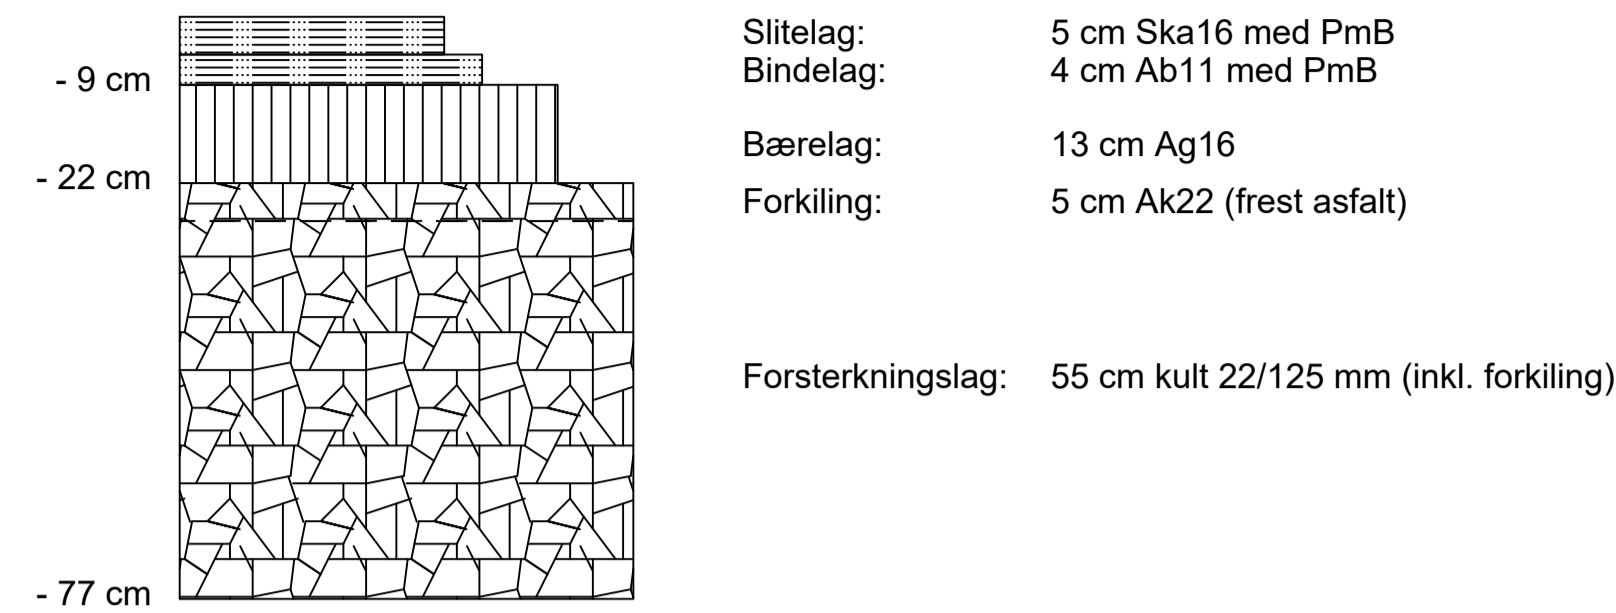 Slitelag: 5 cm Ska16 med PmB
Bindelag: 4 cm Ab11 med PmB
- 9 cm
Bærelag: 13 cm Ag16
- 22 cm
Forkiling: 5 cm Ak22 (frest asfalt)
Forsterkningslag: 55 cm kult 22/125 mm (inkl. forkiling)
- 77 cm